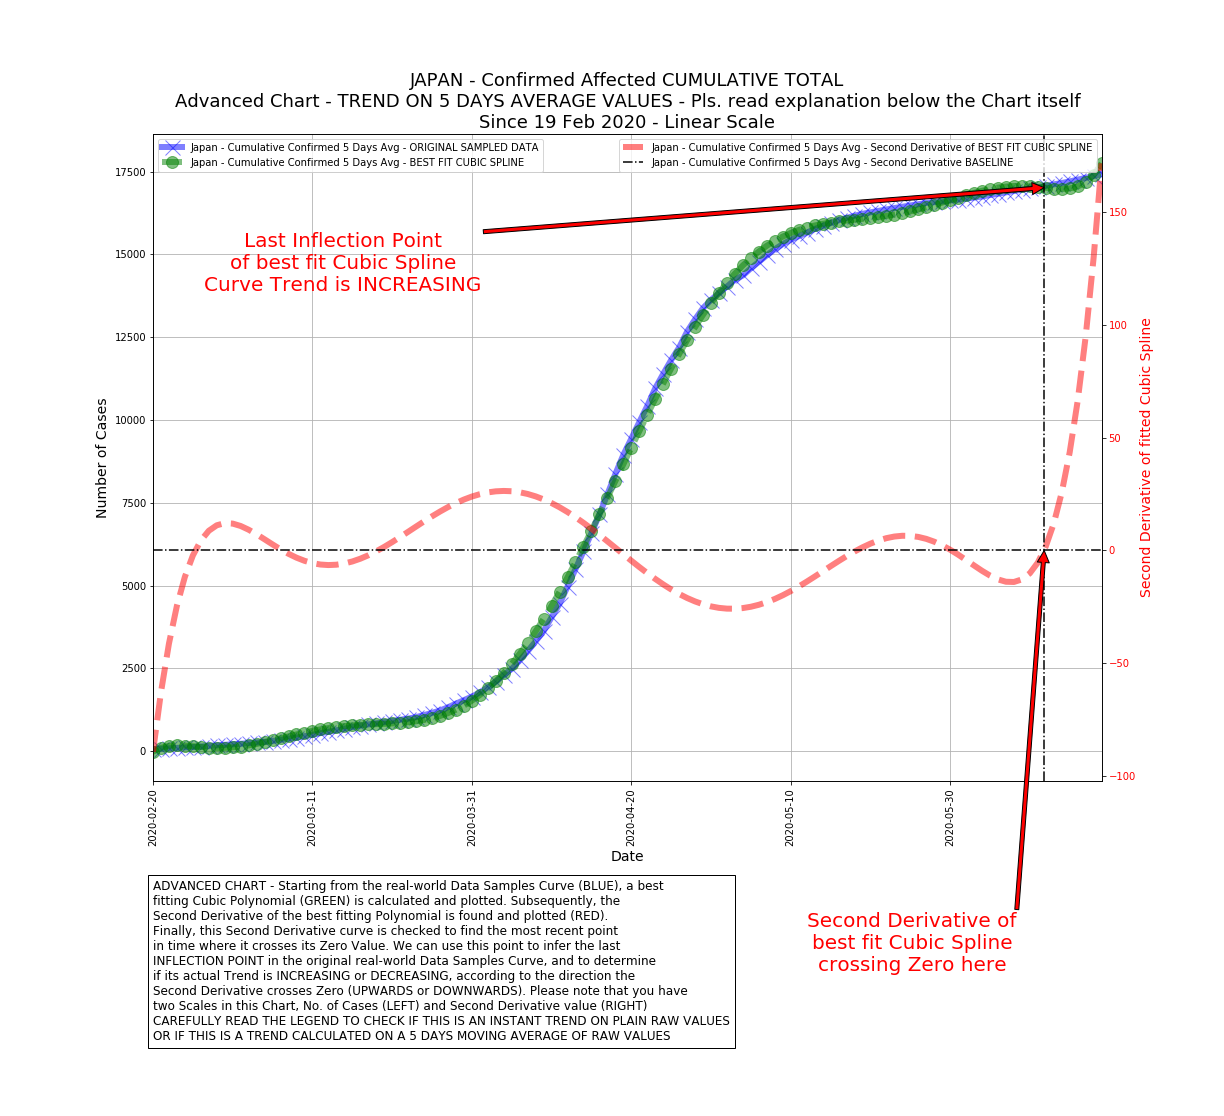 JAPAN - Confirmed Affected CUMULATIVE TOTAL
Advanced Chart - TREND ON 5 DAYS AVERAGE VALUES - Pls. read explanation below the Chart itself
Since 19 Feb 2020 - Linear Scale
Japan - Cumulative Confirmed 5 Days Avg - ORIGINAL SAMPLED DATA
Japan - Cumulative Confirmed 5 Days Avg - BEST FIT CUBIC SPLINE
Japan - Cumulative Confirmed 5 Days Avg - Second Derivative of BEST FIT CUBIC SPLINE
Japan - Cumulative Confirmed 5 Days Avg - Second Derivative BASELINE
Last Inflection Point
of best fit Cubic Spline
Curve Trend is INCREASING
Number of Cases
17500
15000
12500
10000
7500
5000
2500
0
150
100
50
0
−50
−100
Second Derivative of fitted Cubic Spline
2020-02-20
2020-03-11
2020-03-31
2020-04-20
2020-05-10
2020-05-30
Date
ADVANCED CHART - Starting from the real-world Data Samples Curve (BLUE), a best
fitting Cubic Polynomial (GREEN) is calculated and plotted. Subsequently, the
Second Derivative of the best fitting Polynomial is found and plotted (RED).
Finally, this Second Derivative curve is checked to find the most recent point
in time where it crosses its Zero Value. We can use this point to infer the last
INFLECTION POINT in the original real-world Data Samples Curve, and to determine
if its actual Trend is INCREASING or DECREASING, according to the direction the
Second Derivative crosses Zero (UPWARDS or DOWNWARDS). Please note that you have
two Scales in this Chart, No. of Cases (LEFT) and Second Derivative value (RIGHT)
CAREFULLY READ THE LEGEND TO CHECK IF THIS IS AN INSTANT TREND ON PLAIN RAW VALUES
OR IF THIS IS A TREND CALCULATED ON A 5 DAYS MOVING AVERAGE OF RAW VALUES
Second Derivative of
best fit Cubic Spline
crossing Zero here